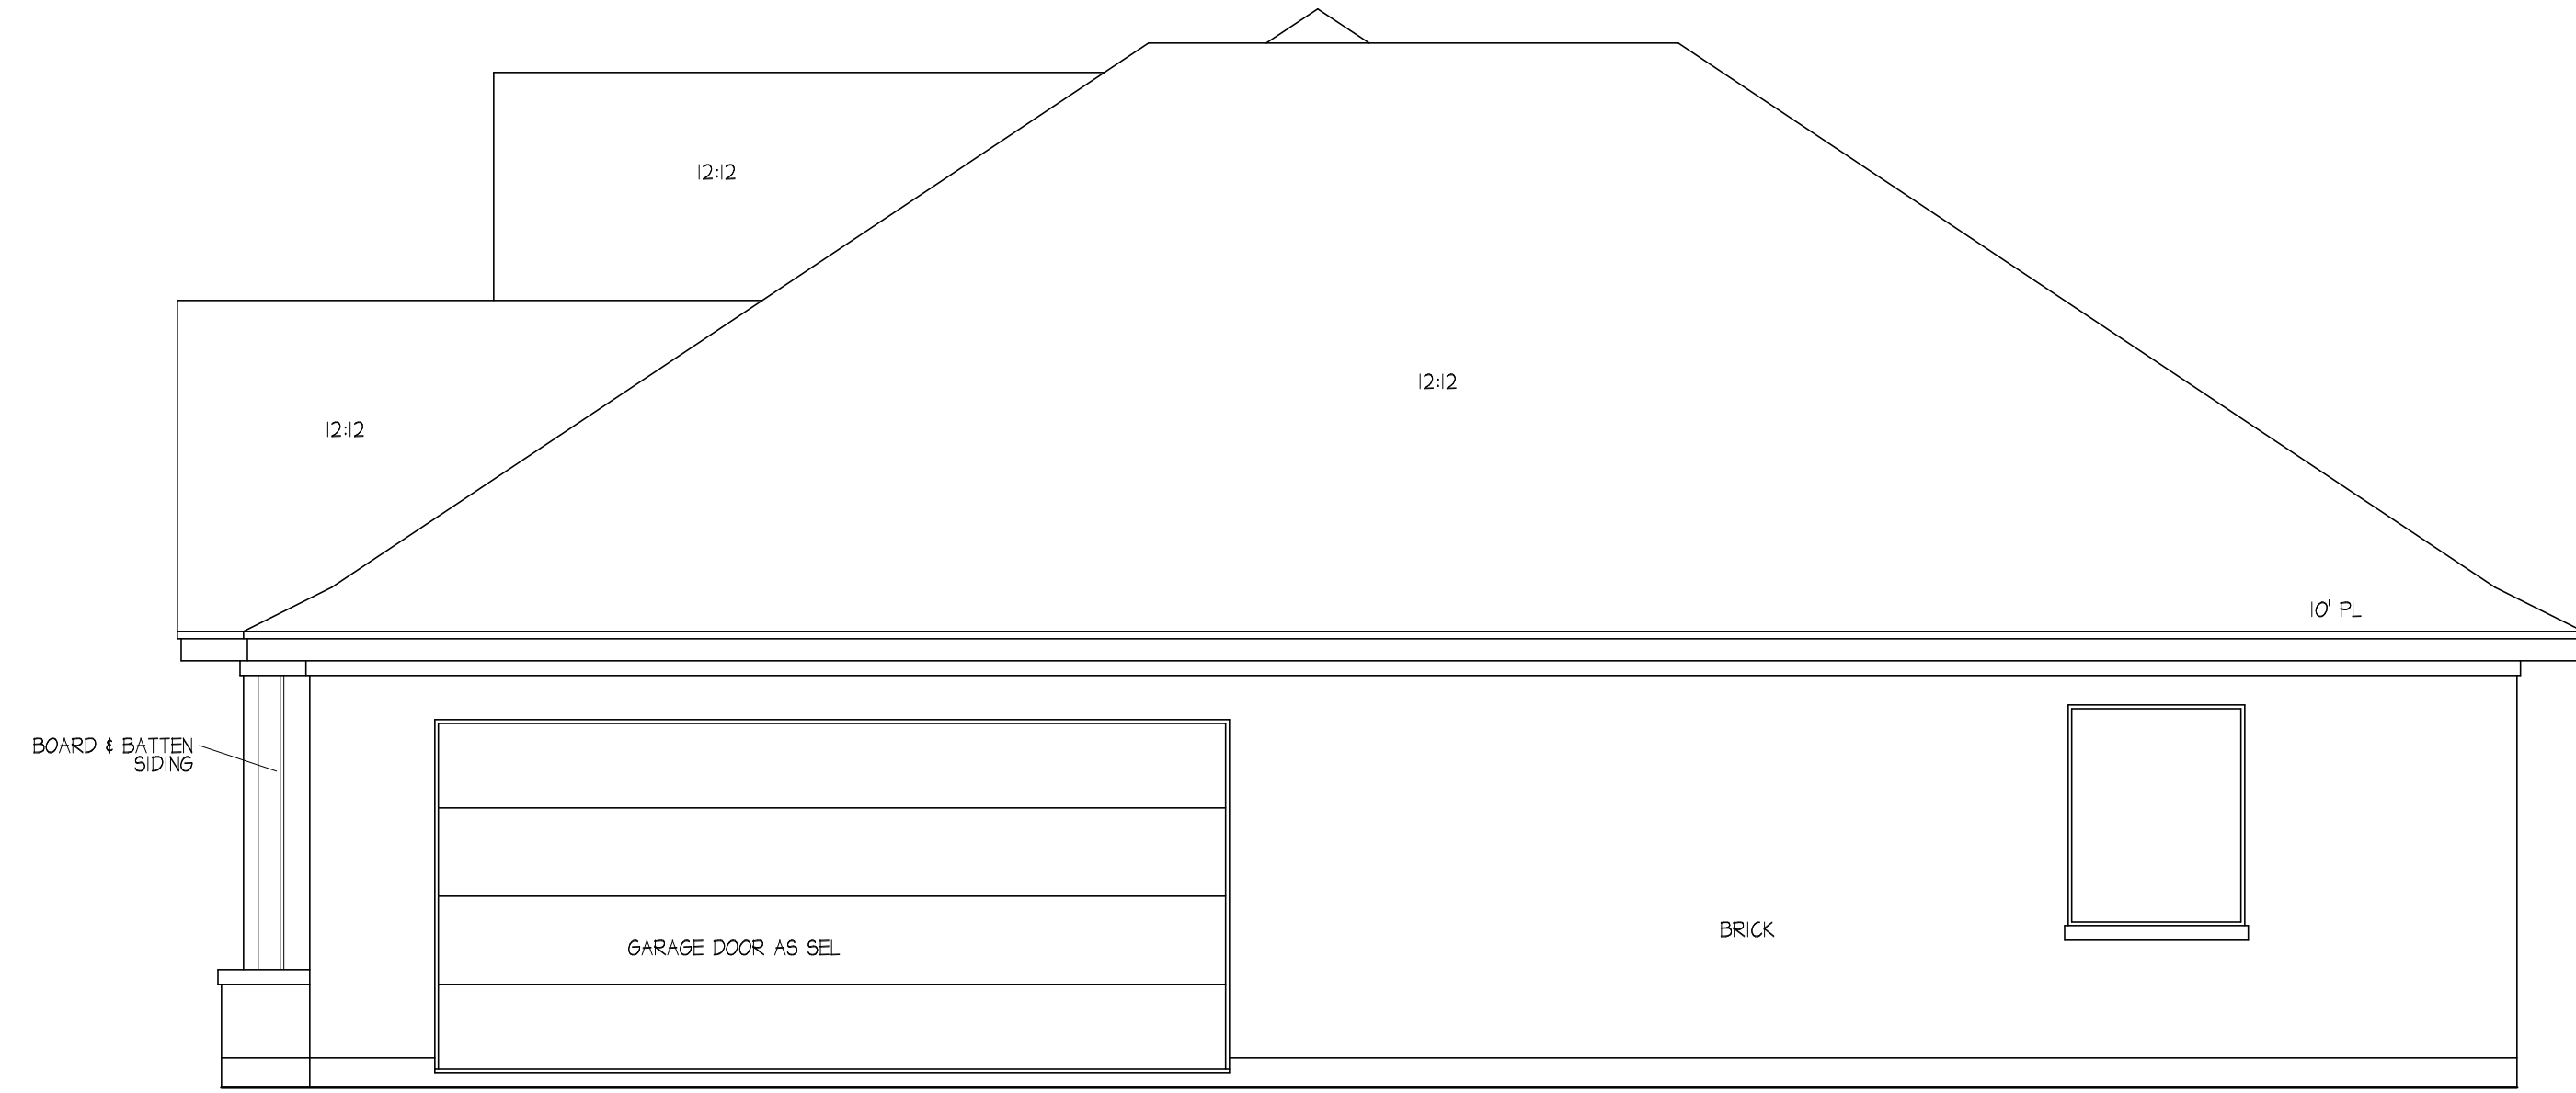 12:12
12:12
12:12
10' PL
BOARD & BATTEN
SIDING
BRICK
GARAGE DOOR AS SEL